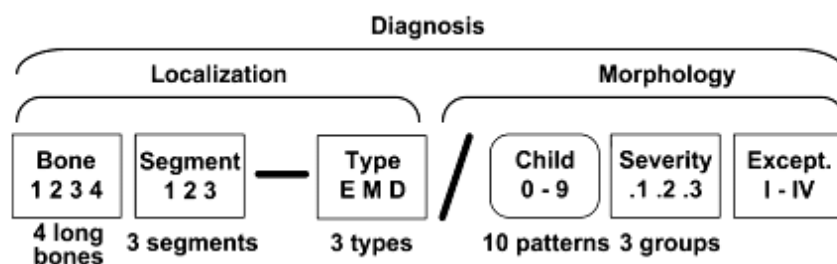 Diagnosis
Localization Morphology
Bone Segment Type Child Severity Except.
1 2 3 4 1 2 3 E M D 0 - 9 .1 .2 .3 I - IV
4 long bones 3 segments 3 types 10 patterns 3 groups